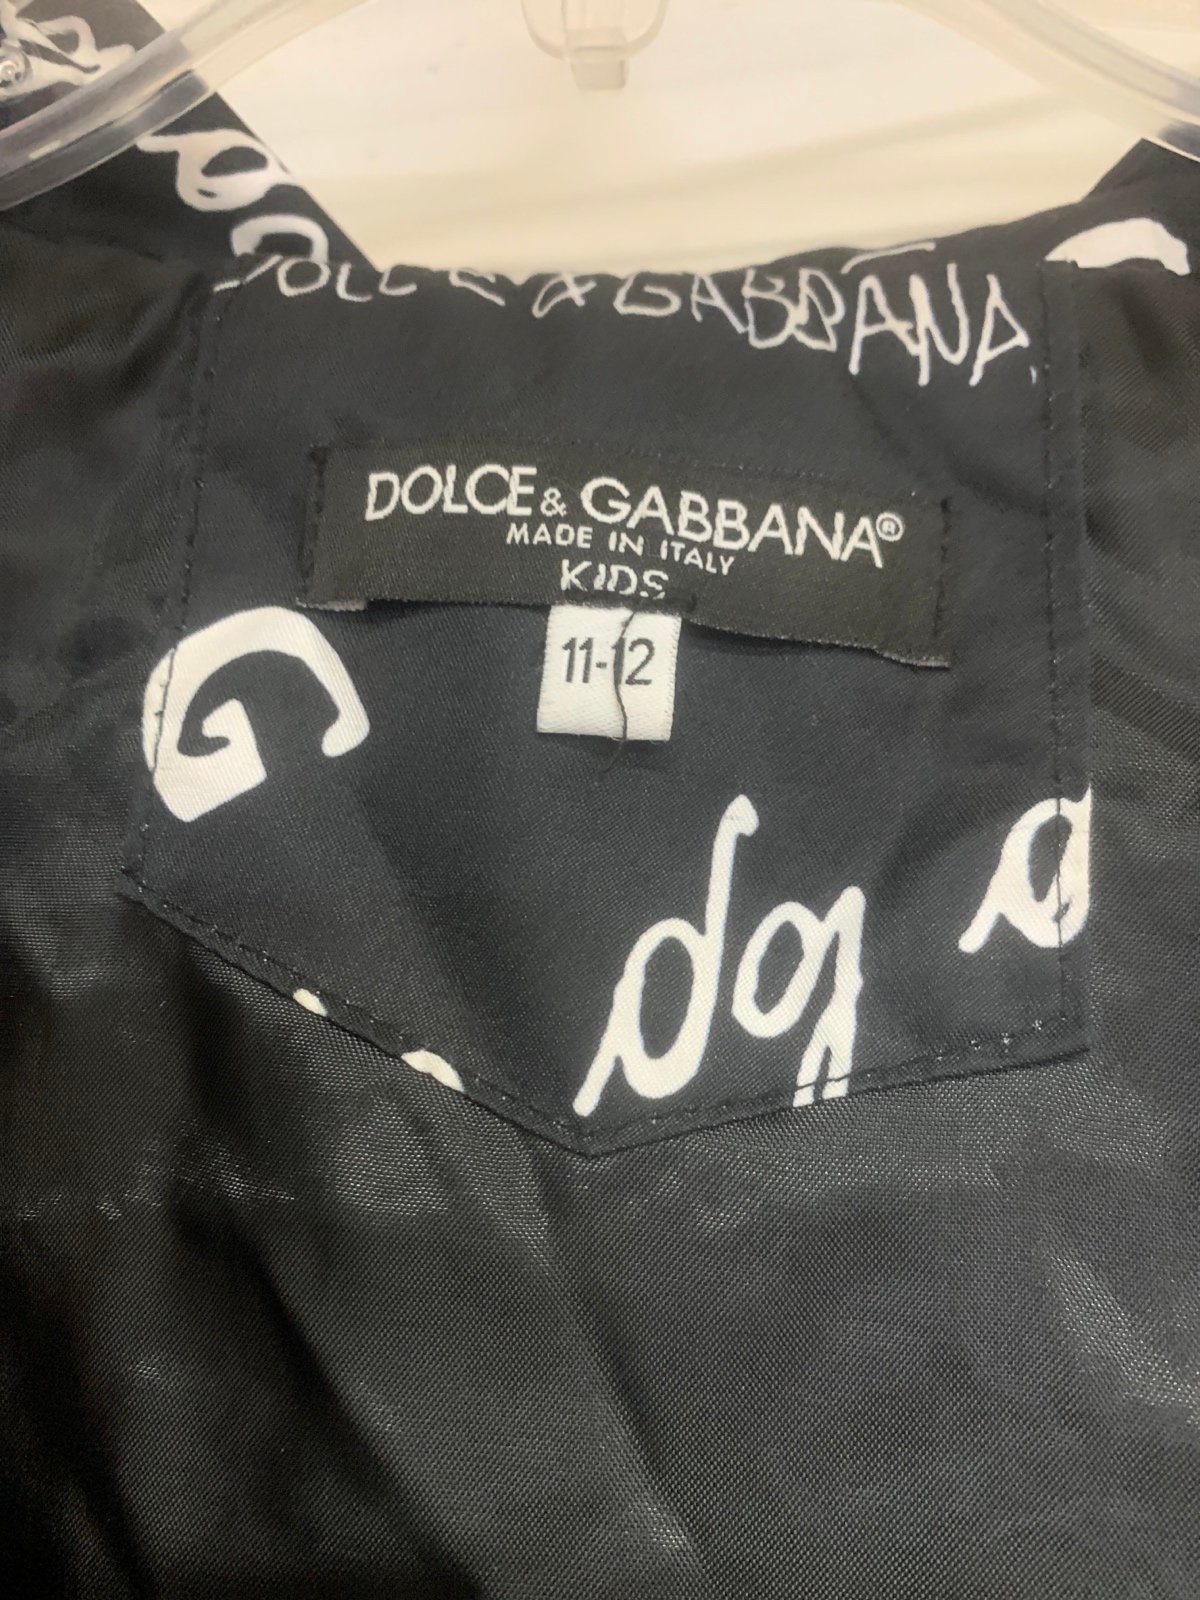 DOLCE & GABBANA
DOLCE & GABBANA®
MADE IN ITALY
KIDS
11-12
G